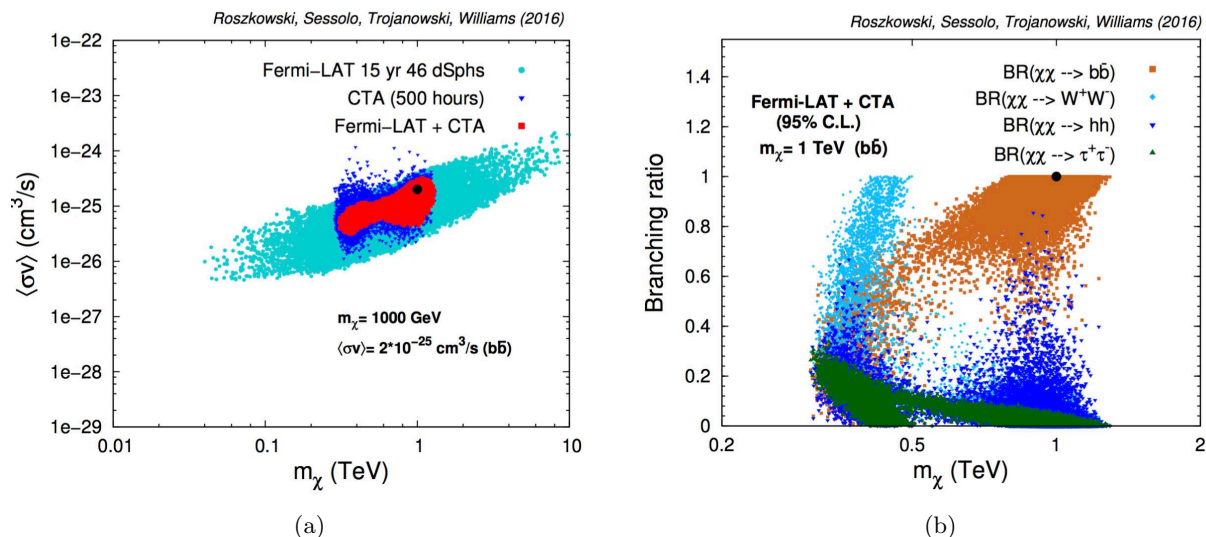 Roszkowski, Sessolo, Trojanowski, Williams (2016)
1e−22
1e−23
1e−24
1e−25
1e−26
1e−27
1e−28
1e−29
⟨σv⟩ (cm³/s)
Fermi−LAT 15 yr 46 dSphs
CTA (500 hours)
Fermi−LAT + CTA
mχ= 1000 GeV
⟨σv⟩= 2*10⁻²⁵ cm³/s (bb̄)
0.01 0.1 1 10
mχ (TeV)
(a)
Roszkowski, Sessolo, Trojanowski, Williams (2016)
1.4
1.2
1
0.8
0.6
0.4
0.2
0
Branching ratio
BR(χχ --> bb̄)
BR(χχ --> W⁺W⁻)
BR(χχ --> hh)
BR(χχ --> τ⁺τ⁻)
Fermi-LAT + CTA
(95% C.L.)
mχ= 1 TeV (bb̄)
0.2 0.5 1 2
mχ (TeV)
(b)